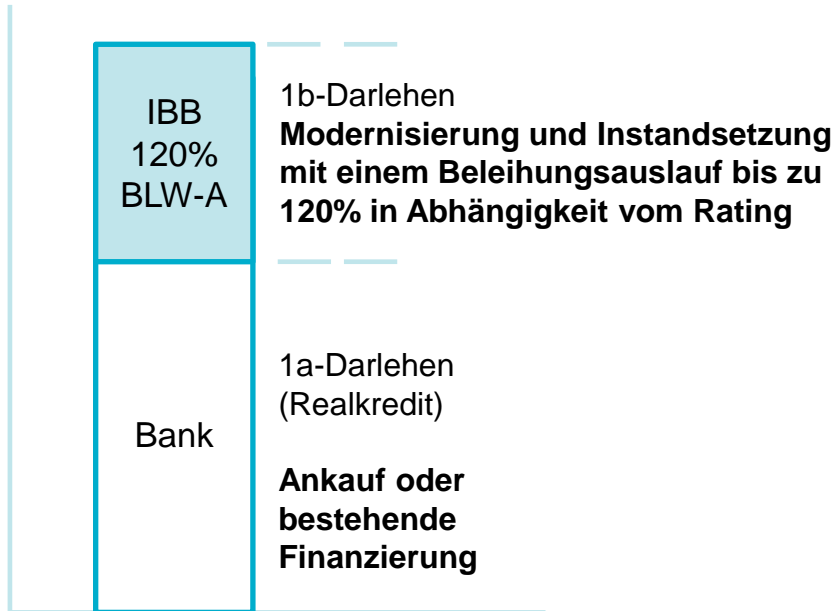 IBB
120%
BLW-A
1b-Darlehen
Modernisierung und Instandsetzung
mit einem Beleihungsauslauf bis zu
120% in Abhängigkeit vom Rating
Bank
1a-Darlehen
(Realkredit)
Ankauf oder
bestehende
Finanzierung